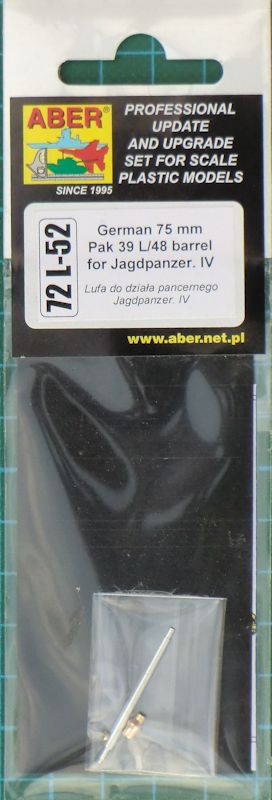 ABER
SINCE 1995
PROFESSIONAL
UPDATE
AND UPGRADE
SET FOR SCALE
PLASTIC MODELS
72 L-52
German 75 mm
Pak 39 L/48 barrel
for Jagdpanzer. IV
Lufa do działa pancernego
Jagdpanzer. IV
www.aber.net.pl